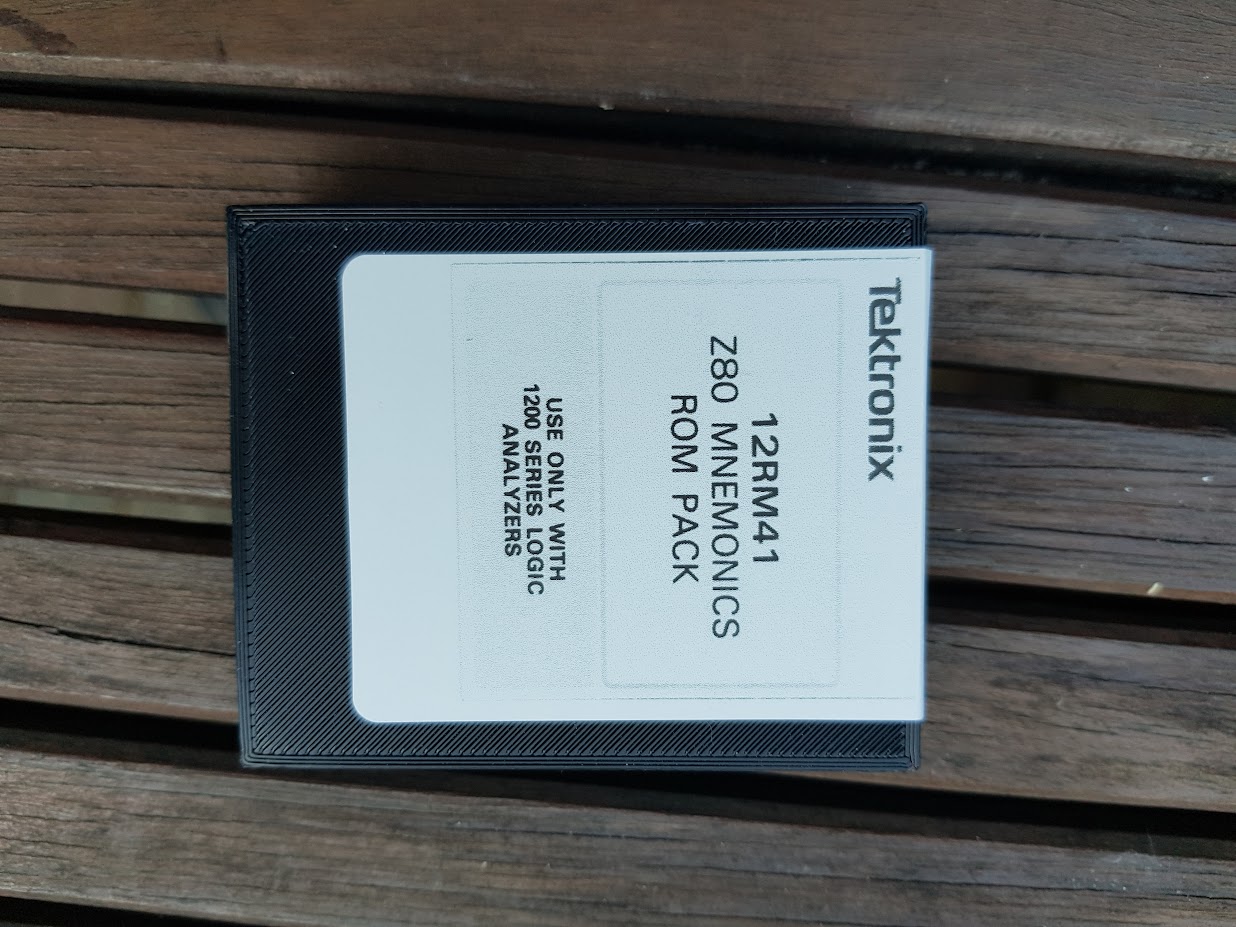 Tektronix
12RM41
Z80 MNEMONICS
ROM PACK
USE ONLY WITH
1200 SERIES LOGIC
ANALYZERS